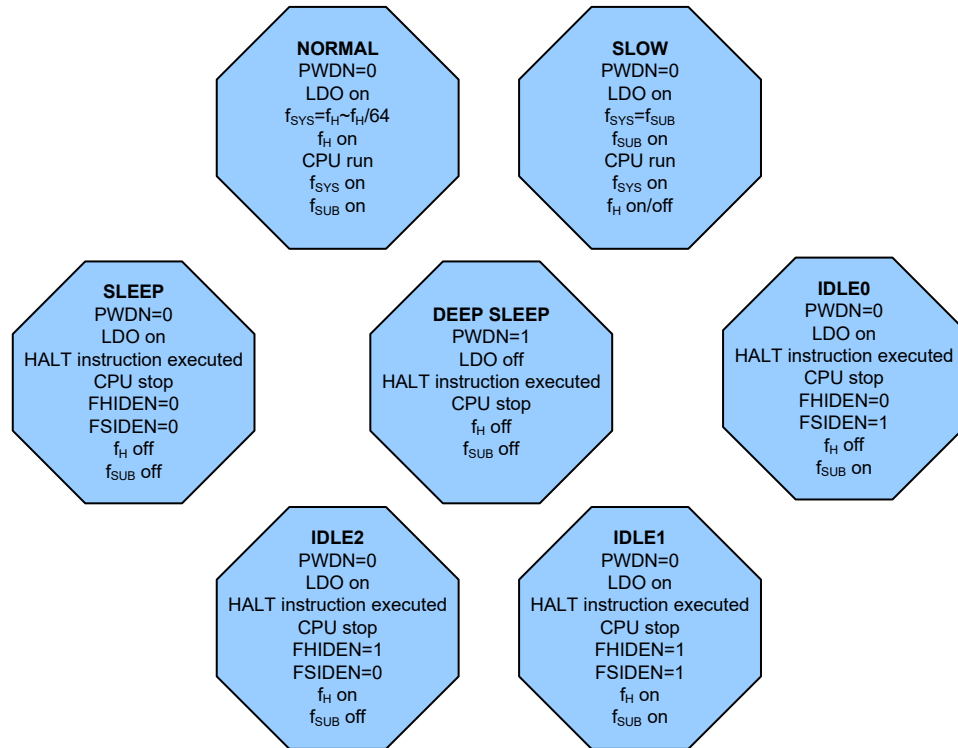 NORMAL
PWDN=0
LDO on
fSYS=fH~fH/64
fH on
CPU run
fSYS on
fSUB on
SLOW
PWDN=0
LDO on
fSYS=fSUB
fSUB on
CPU run
fSYS on
fH on/off
SLEEP
PWDN=0
LDO on
HALT instruction executed
CPU stop
FHIDEN=0
FSIDEN=0
fH off
fSUB off
DEEP SLEEP
PWDN=1
LDO off
HALT instruction executed
CPU stop
fH off
fSUB off
IDLE0
PWDN=0
LDO on
HALT instruction executed
CPU stop
FHIDEN=0
FSIDEN=1
fH off
fSUB on
IDLE2
PWDN=0
LDO on
HALT instruction executed
CPU stop
FHIDEN=1
FSIDEN=0
fH on
fSUB off
IDLE1
PWDN=0
LDO on
HALT instruction executed
CPU stop
FHIDEN=1
FSIDEN=1
fH on
fSUB on